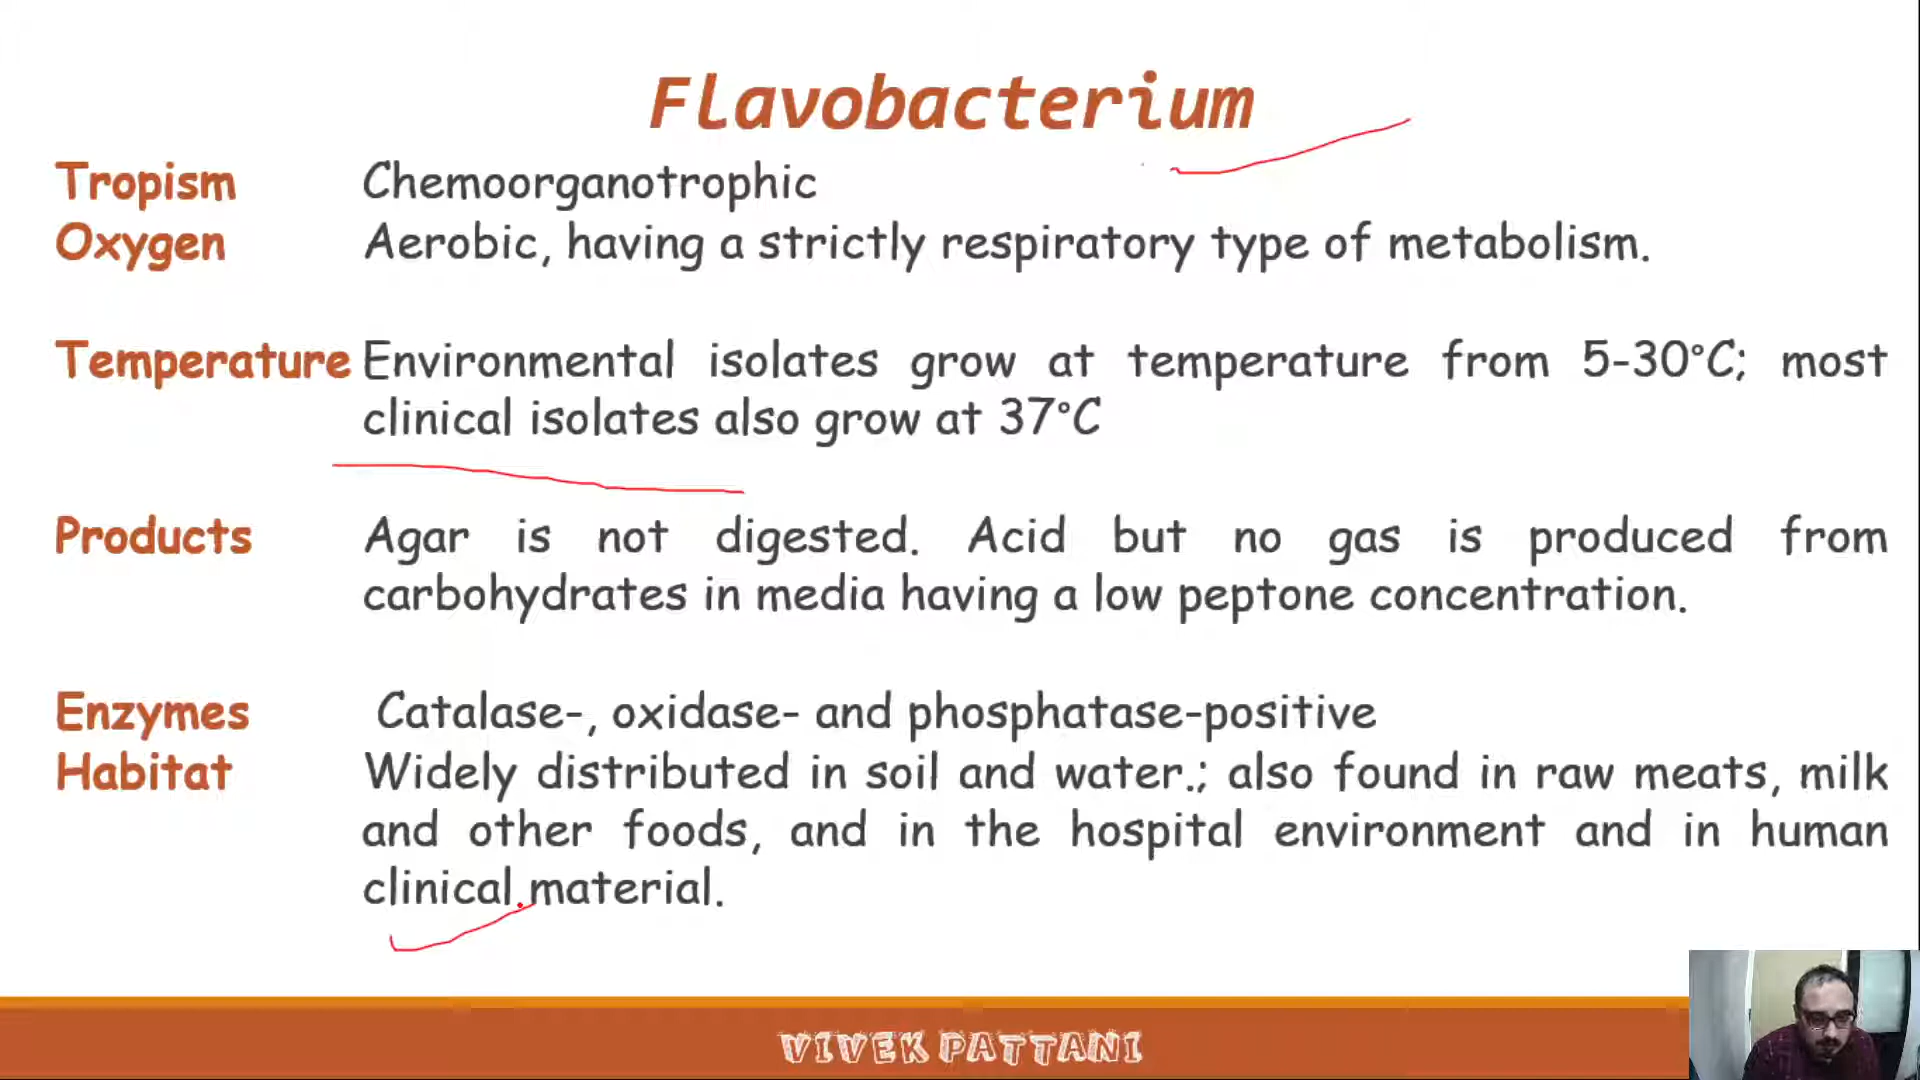 Flavobacterium
Tropism Chemoorganotrophic
Oxygen Aerobic, having a strictly respiratory type of metabolism.
Temperature Environmental isolates grow at temperature from 5-30°C; most
clinical isolates also grow at 37°C
Products Agar is not digested. Acid but no gas is produced from
carbohydrates in media having a low peptone concentration.
Enzymes Catalase-, oxidase- and phosphatase-positive
Habitat Widely distributed in soil and water.; also found in raw meats, milk
and other foods, and in the hospital environment and in human
clinical material.
VIVEK PATTANI